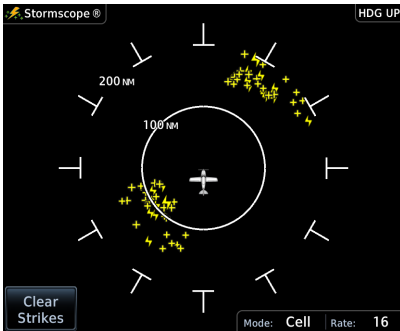 Stormscope ®
HDG UP
200 NM
100 NM
Clear
Strikes
Mode: Cell Rate: 16